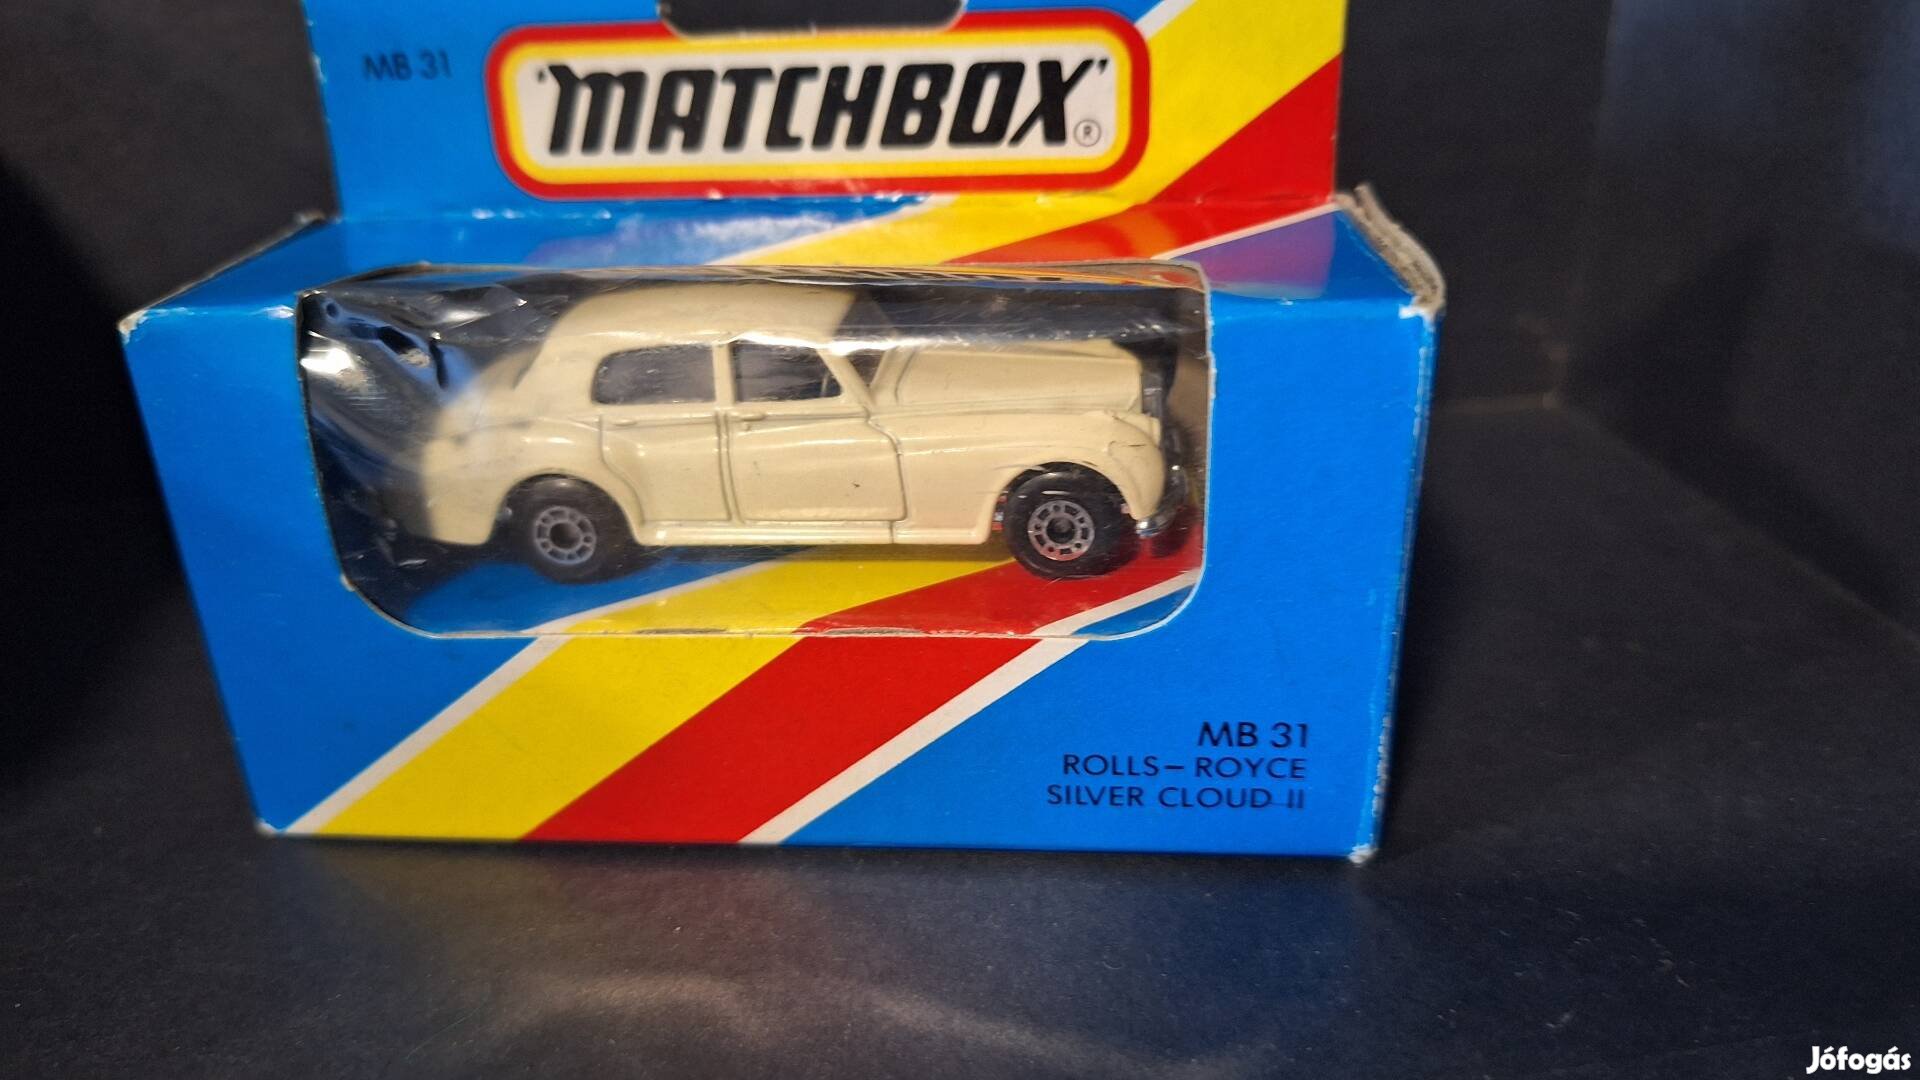 MB 31
'MATCHBOX'®
MB 31
ROLLS-ROYCE
SILVER CLOUD II
Jófogás